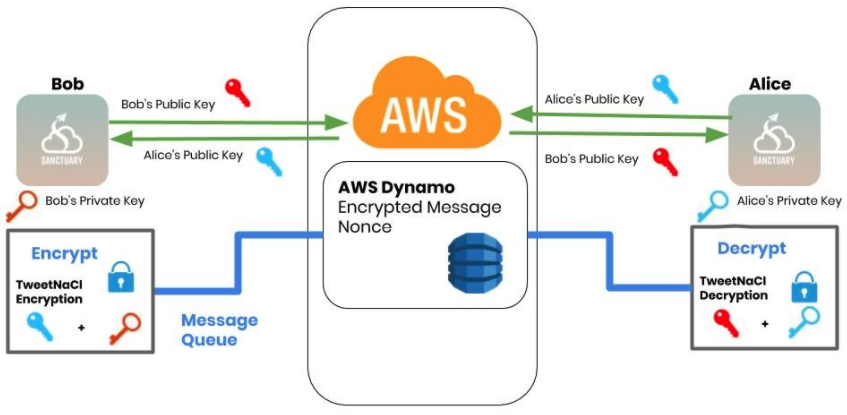 Bob
Alice
Bob's Public Key
Alice's Public Key
AWS
Alice's Public Key
Bob's Public Key
SANCTUARY
SANCTUARY
Bob's Private Key
Alice's Private Key
AWS Dynamo
Encrypted Message
Nonce
Encrypt
TweetNaCl
Encryption
+
Decrypt
TweetNaCl
Decryption
+
Message
Queue